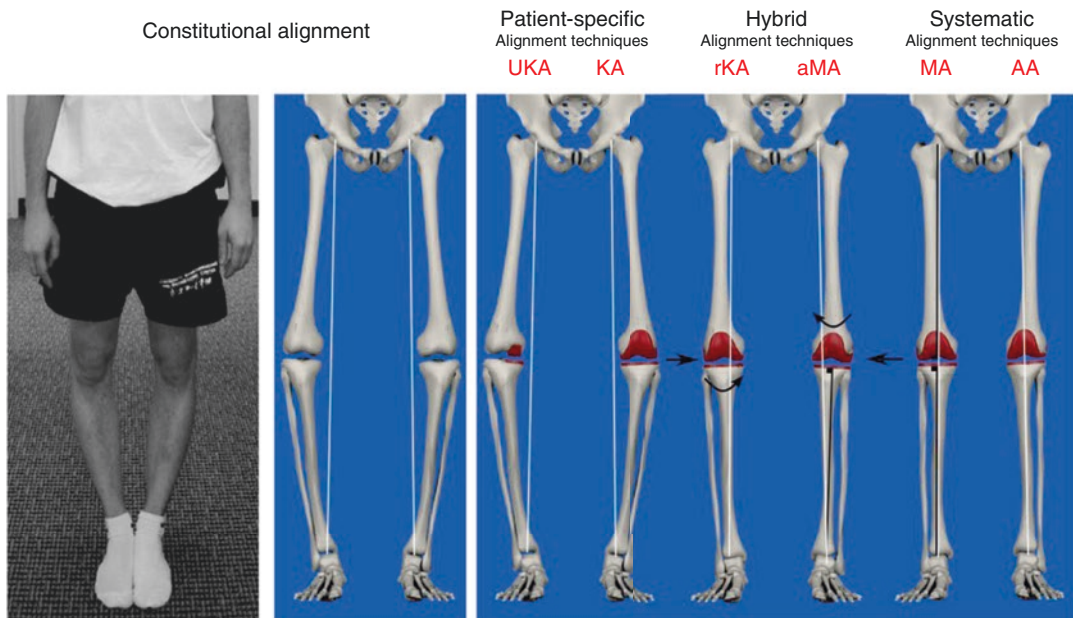 Constitutional alignment
Patient-specific
Alignment techniques
UKA KA
Hybrid
Alignment techniques
rKA aMA
Systematic
Alignment techniques
MA AA